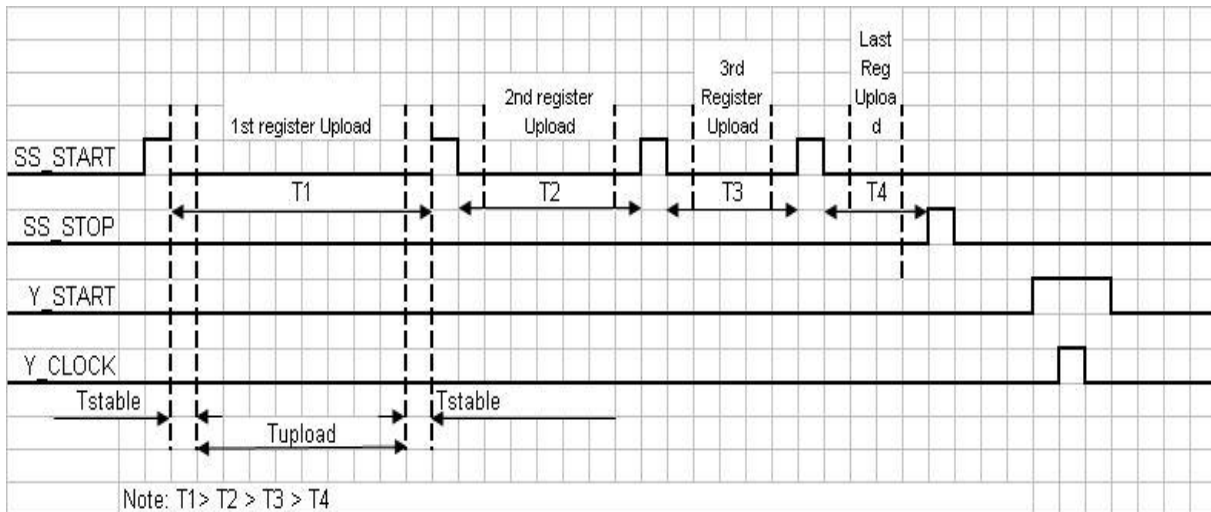 Last
Reg
Uploa
d
3rd
Register
Upload
2nd register
Upload
1st register Upload
SS_START
T1
T2
T3
T4
SS_STOP
Y_START
Y_CLOCK
Tstable
Tstable
Tupload
Note: T1> T2 > T3 > T4